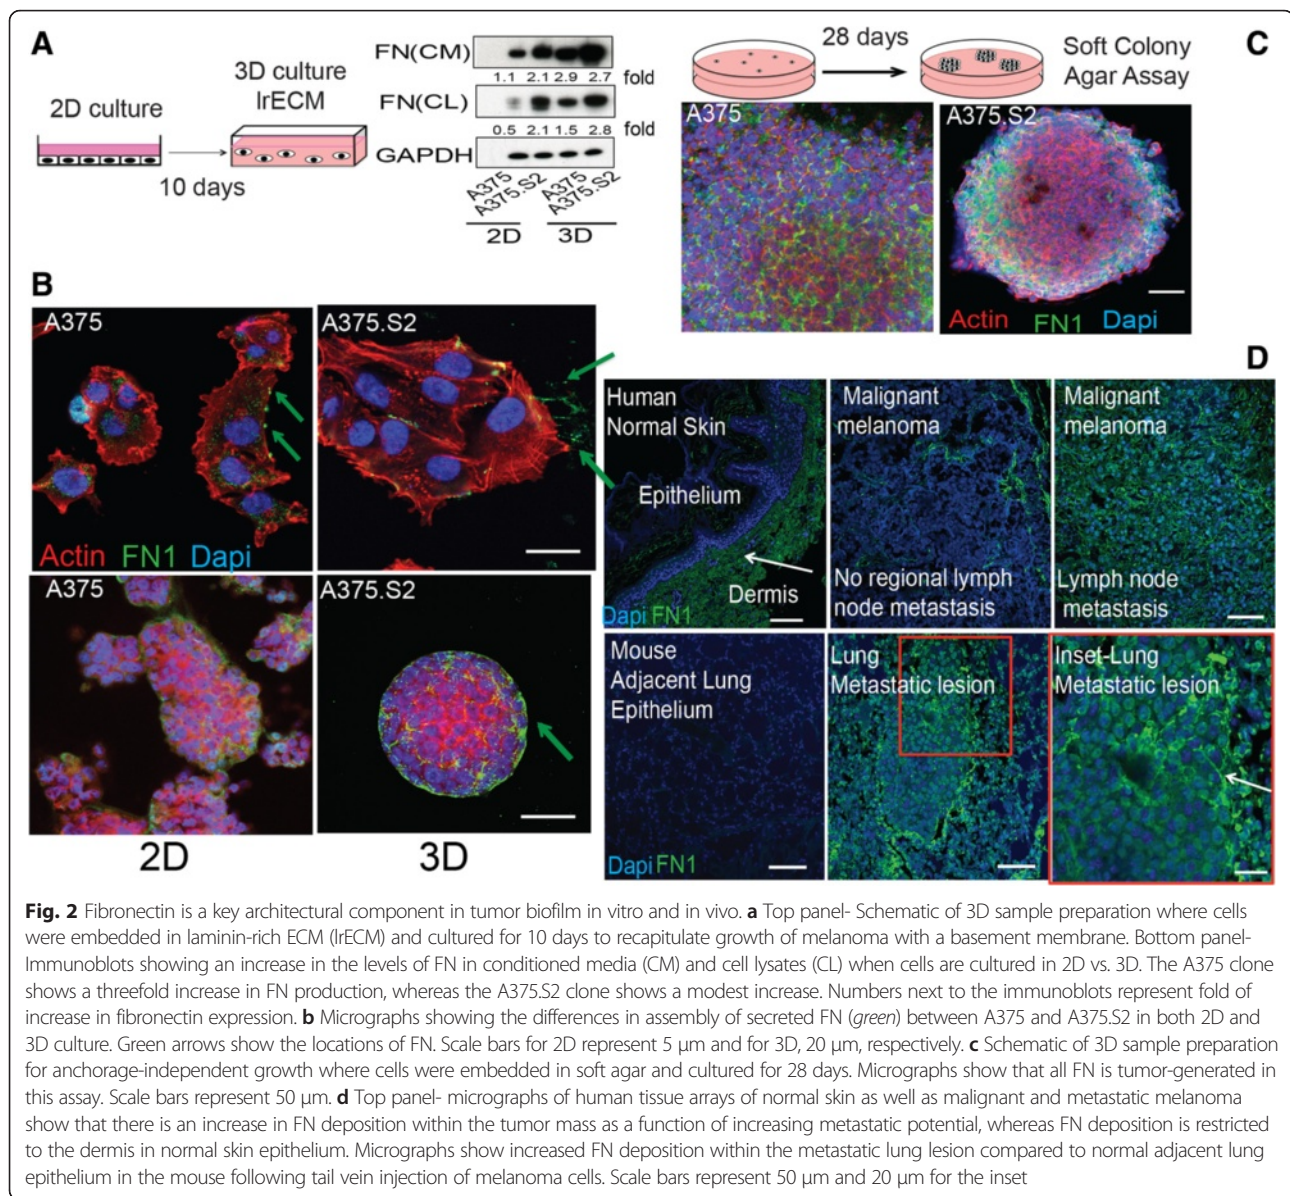 A
2D culture
10 days
3D culture
lrECM
FN(CM)
1.1 2.1 2.9 2.7 fold
FN(CL)
0.5 2.1 1.5 2.8 fold
GAPDH
A375
A375.S2
A375
A375.S2
2D 3D
C
28 days
Soft Colony
Agar Assay
A375
A375.S2
Actin FN1 Dapi
B
A375
A375.S2
Actin FN1 Dapi
A375
A375.S2
2D
3D
D
Human
Normal Skin
Epithelium
Dermis
Dapi FN1
Malignant
melanoma
No regional lymph
node metastasis
Malignant
melanoma
Lymph node
metastasis
Mouse
Adjacent Lung
Epithelium
Dapi FN1
Lung
Metastatic lesion
Inset-Lung
Metastatic lesion
Fig. 2 Fibronectin is a key architectural component in tumor biofilm in vitro and in vivo. a Top panel- Schematic of 3D sample preparation where cells
were embedded in laminin-rich ECM (lrECM) and cultured for 10 days to recapitulate growth of melanoma with a basement membrane. Bottom panel-
Immunoblots showing an increase in the levels of FN in conditioned media (CM) and cell lysates (CL) when cells are cultured in 2D vs. 3D. The A375 clone
shows a threefold increase in FN production, whereas the A375.S2 clone shows a modest increase. Numbers next to the immunoblots represent fold of
increase in fibronectin expression. b Micrographs showing the differences in assembly of secreted FN (green) between A375 and A375.S2 in both 2D and
3D culture. Green arrows show the locations of FN. Scale bars for 2D represent 5 μm and for 3D, 20 μm, respectively. c Schematic of 3D sample preparation
for anchorage-independent growth where cells were embedded in soft agar and cultured for 28 days. Micrographs show that all FN is tumor-generated in
this assay. Scale bars represent 50 μm. d Top panel- micrographs of human tissue arrays of normal skin as well as malignant and metastatic melanoma
show that there is an increase in FN deposition within the tumor mass as a function of increasing metastatic potential, whereas FN deposition is restricted
to the dermis in normal skin epithelium. Micrographs show increased FN deposition within the metastatic lung lesion compared to normal adjacent lung
epithelium in the mouse following tail vein injection of melanoma cells. Scale bars represent 50 μm and 20 μm for the inset